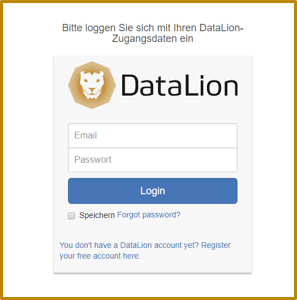 Bitte loggen Sie sich mit Ihren DataLion-
Zugangsdaten ein
DataLion
Email
Passwort
Login
Speichern Forgot password?
You don't have a DataLion account yet? Register
your free account here.